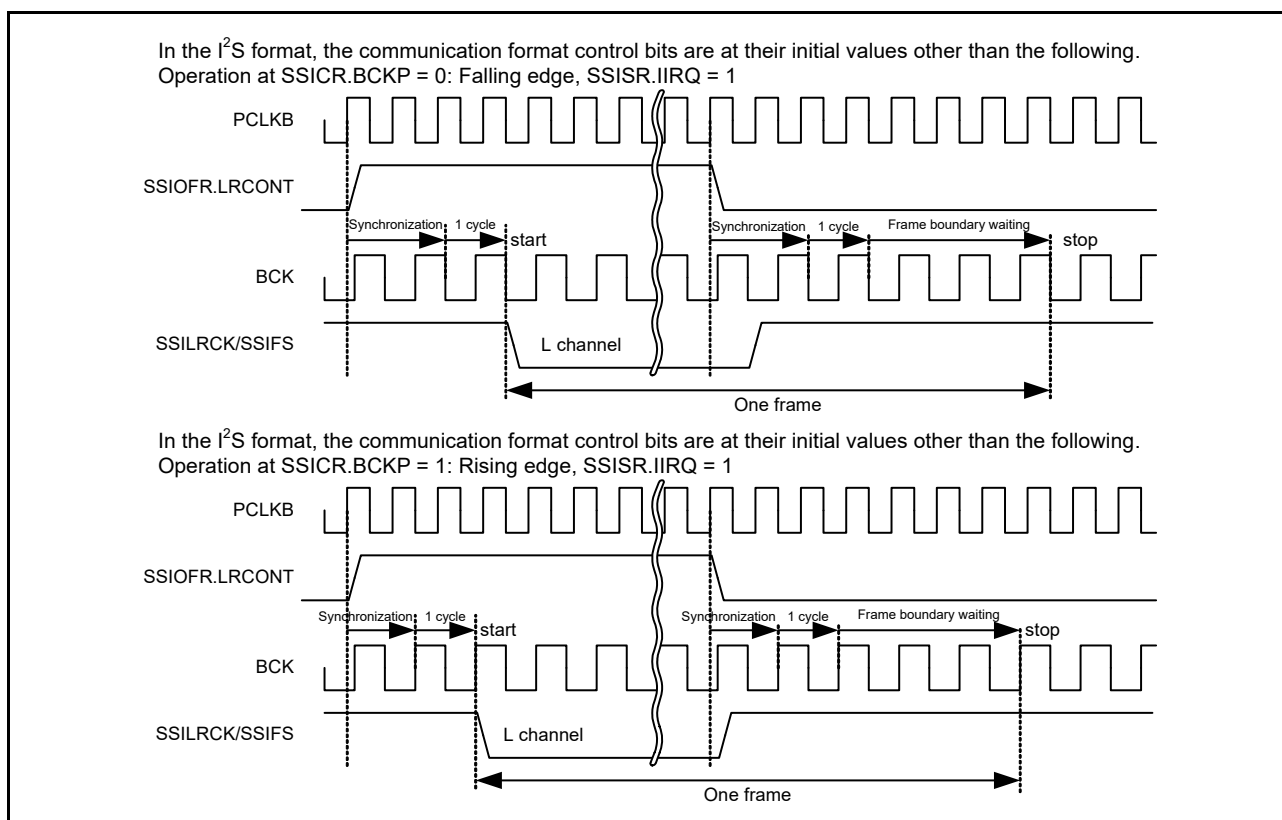 In the I²S format, the communication format control bits are at their initial values other than the following.
Operation at SSICR.BCKP = 0: Falling edge, SSISR.IIRQ = 1
PCLKB
SSIOFR.LRCONT
Synchronization 1 cycle start Synchronization 1 cycle Frame boundary waiting stop
BCK
SSILRCK/SSIFS L channel
One frame
In the I²S format, the communication format control bits are at their initial values other than the following.
Operation at SSICR.BCKP = 1: Rising edge, SSISR.IIRQ = 1
PCLKB
SSIOFR.LRCONT
Synchronization 1 cycle start Synchronization 1 cycle Frame boundary waiting stop
BCK
SSILRCK/SSIFS L channel
One frame